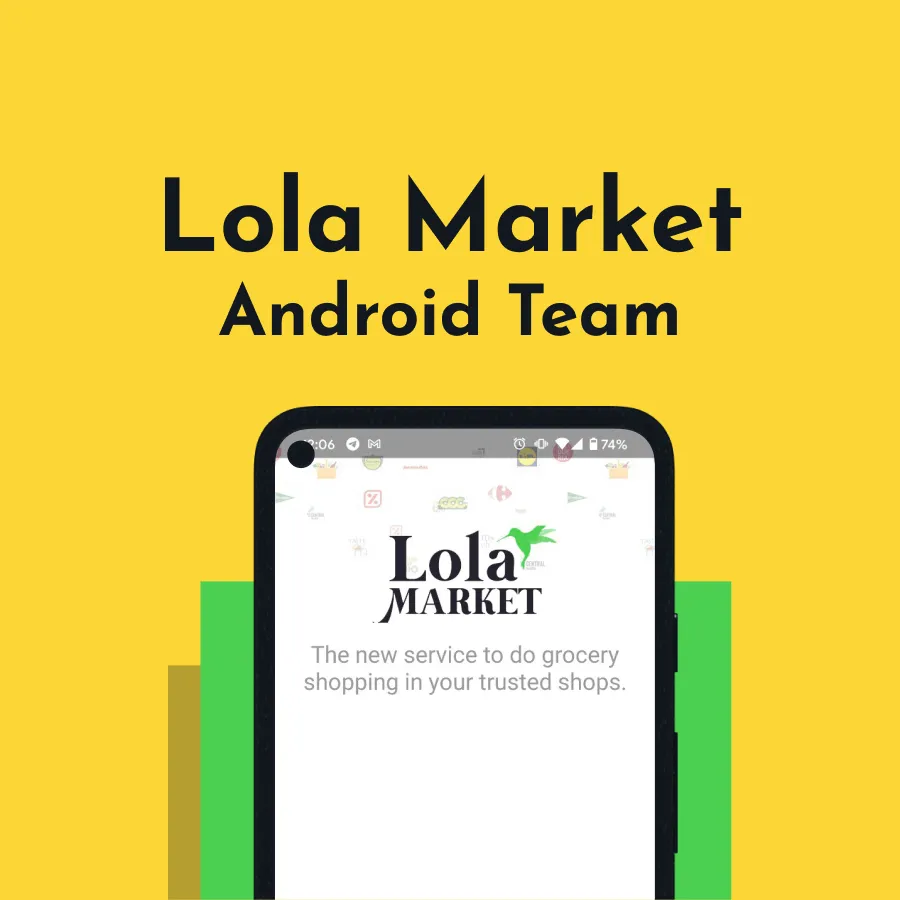 Lola Market
Android Team
2:06
74%
Lola
MARKET
The new service to do grocery
shopping in your trusted shops.